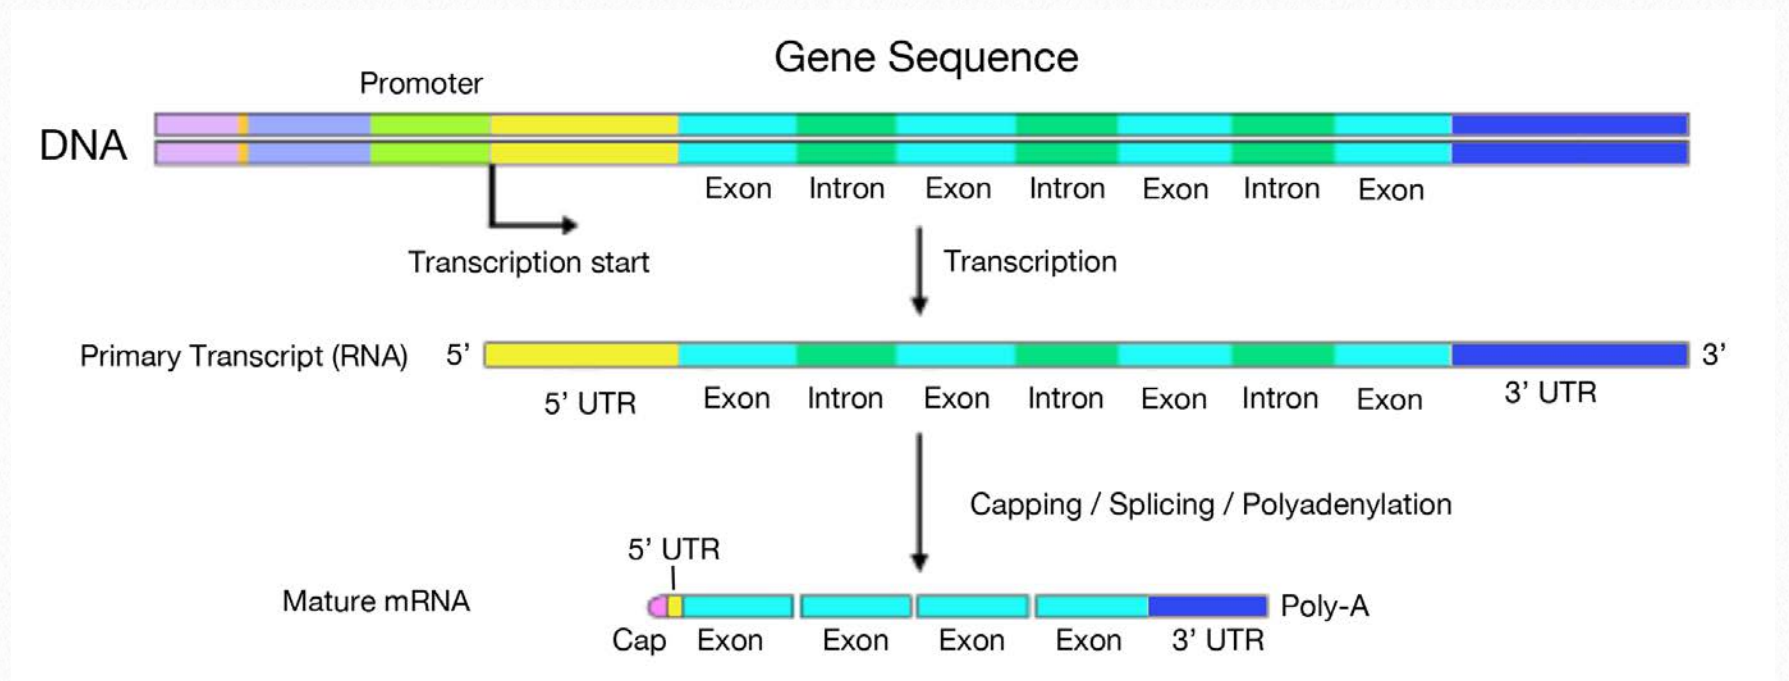 Gene Sequence
Promoter
DNA
Exon Intron Exon Intron Exon Intron Exon
Transcription start
Transcription
Primary Transcript (RNA) 5’ 3’
5’ UTR Exon Intron Exon Intron Exon Intron Exon 3’ UTR
Capping / Splicing / Polyadenylation
5’ UTR
Mature mRNA Poly-A
Cap Exon Exon Exon Exon 3’ UTR